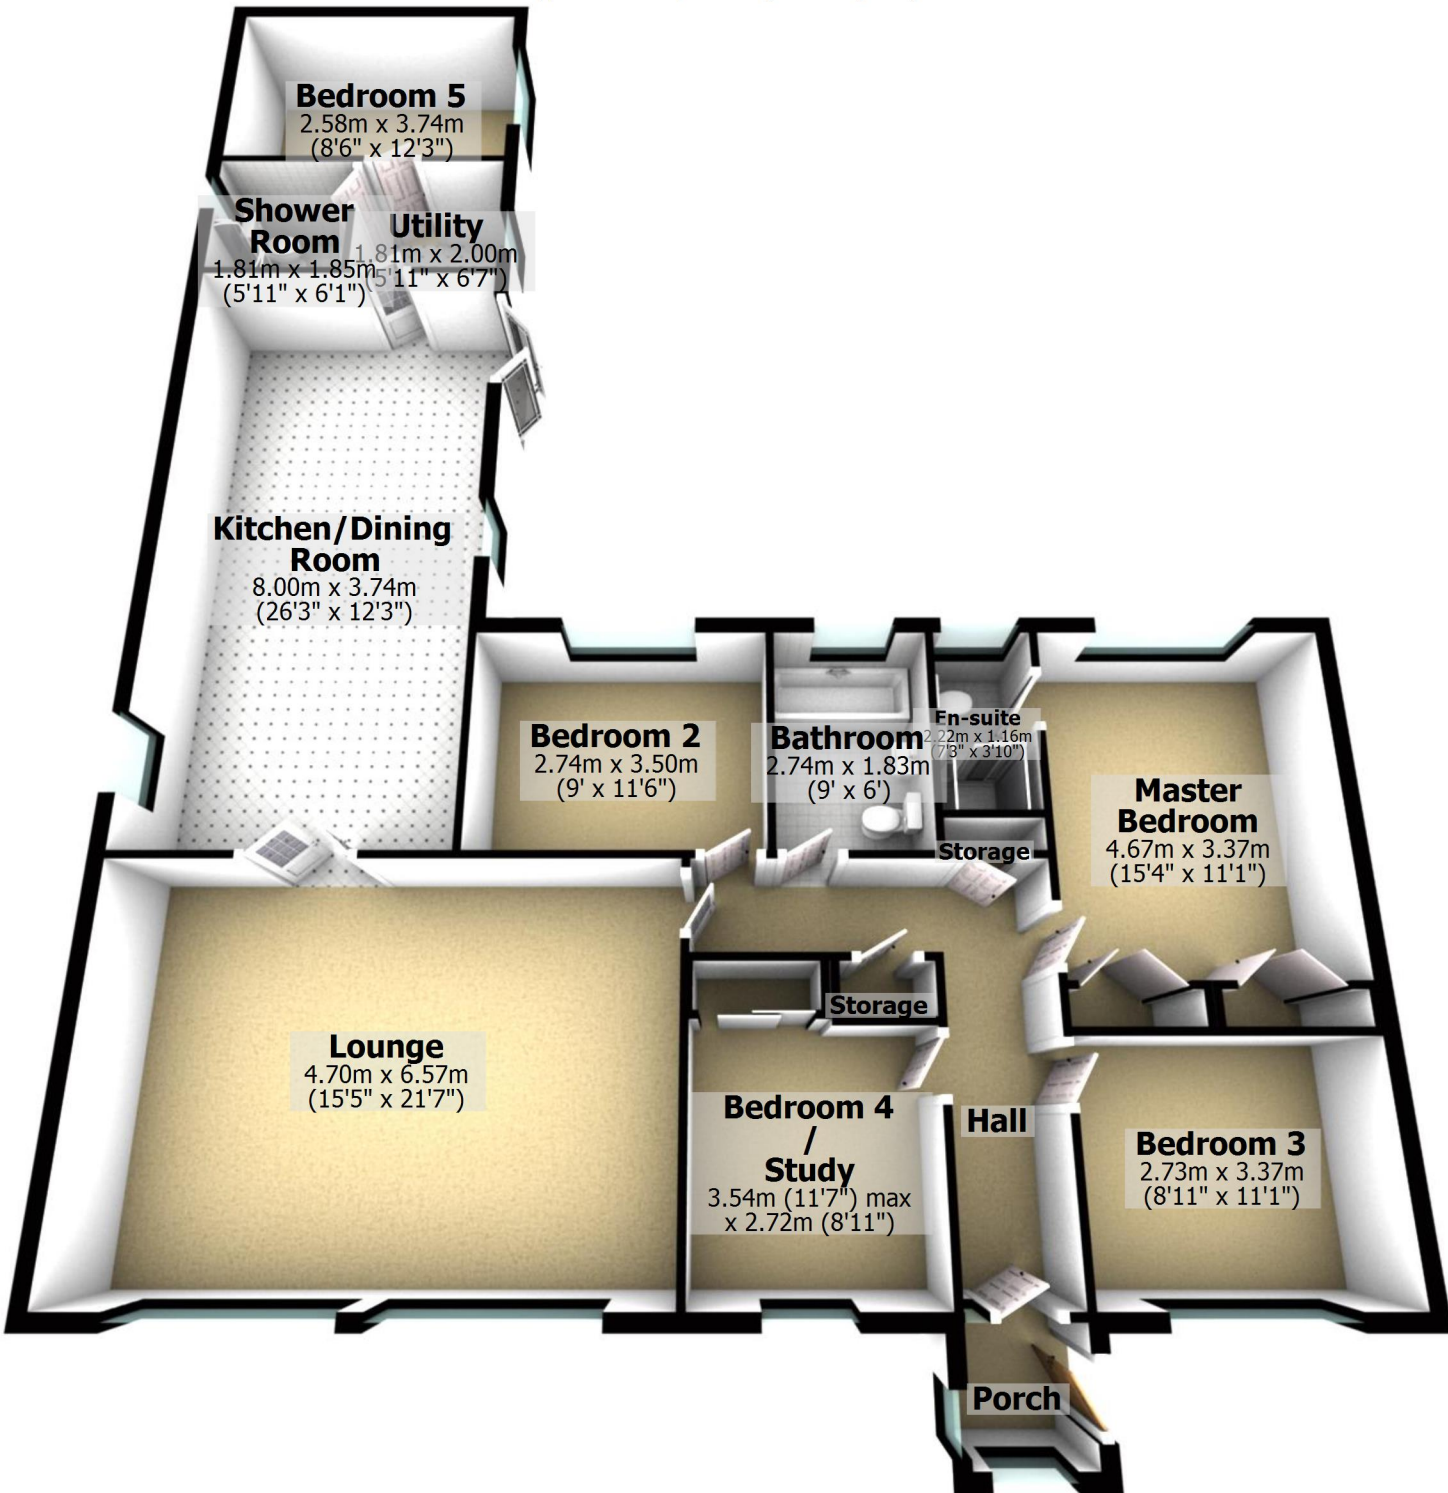 Bedroom 5
2.58m x 3.74m
(8'6" x 12'3")
Shower
Room
1.81m x 1.85m
(5'11" x 6'1")
Utility
1.81m x 2.00m
(5'11" x 6'7")
Kitchen/Dining
Room
8.00m x 3.74m
(26'3" x 12'3")
Bedroom 2
2.74m x 3.50m
(9' x 11'6")
Bathroom
2.74m x 1.83m
(9' x 6')
En-suite
2.22m x 1.16m
(7'3" x 3'10")
Master
Bedroom
4.67m x 3.37m
(15'4" x 11'1")
Storage
Storage
Lounge
4.70m x 6.57m
(15'5" x 21'7")
Bedroom 4
/
Study
3.54m (11'7") max
x 2.72m (8'11")
Hall
Bedroom 3
2.73m x 3.37m
(8'11" x 11'1")
Porch